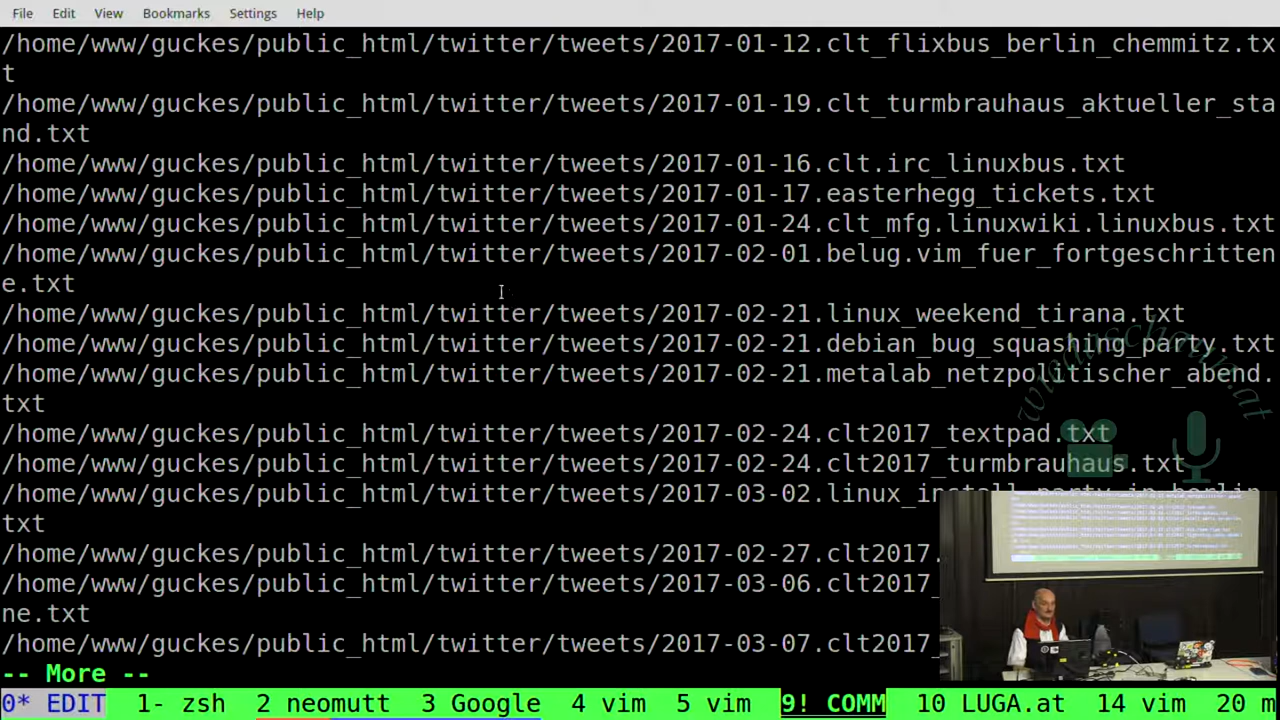 File Edit View Bookmarks Settings Help
/home/www/guckes/public_html/twitter/tweets/2017-01-12.clt_flixbus_berlin_chemmitz.tx
t
/home/www/guckes/public_html/twitter/tweets/2017-01-19.clt_turmbrauhaus_aktueller_sta
nd.txt
/home/www/guckes/public_html/twitter/tweets/2017-01-16.clt.irc_linuxbus.txt
/home/www/guckes/public_html/twitter/tweets/2017-01-17.easterhegg_tickets.txt
/home/www/guckes/public_html/twitter/tweets/2017-01-24.clt_mfg.linuxwiki.linuxbus.txt
/home/www/guckes/public_html/twitter/tweets/2017-02-01.belug.vim_fuer_fortgeschritten
e.txt
/home/www/guckes/public_html/twitter/tweets/2017-02-21.linux_weekend_tirana.txt
/home/www/guckes/public_html/twitter/tweets/2017-02-21.debian_bug_squashing_party.txt
/home/www/guckes/public_html/twitter/tweets/2017-02-21.metalab_netzpolitischer_abend.
txt
/home/www/guckes/public_html/twitter/tweets/2017-02-24.clt2017_textpad.txt
/home/www/guckes/public_html/twitter/tweets/2017-02-24.clt2017_turmbrauhaus.txt
/home/www/guckes/public_html/twitter/tweets/2017-03-02.linux_install_party_in_berlin.
txt
/home/www/guckes/public_html/twitter/tweets/2017-02-27.clt2017.
/home/www/guckes/public_html/twitter/tweets/2017-03-06.clt2017_
ne.txt
/home/www/guckes/public_html/twitter/tweets/2017-03-07.clt2017_
-- More --
0* EDIT 1- zsh 2 neomutt 3 Google 4 vim 5 vim 9! COMM 10 LUGA.at 14 vim 20 m